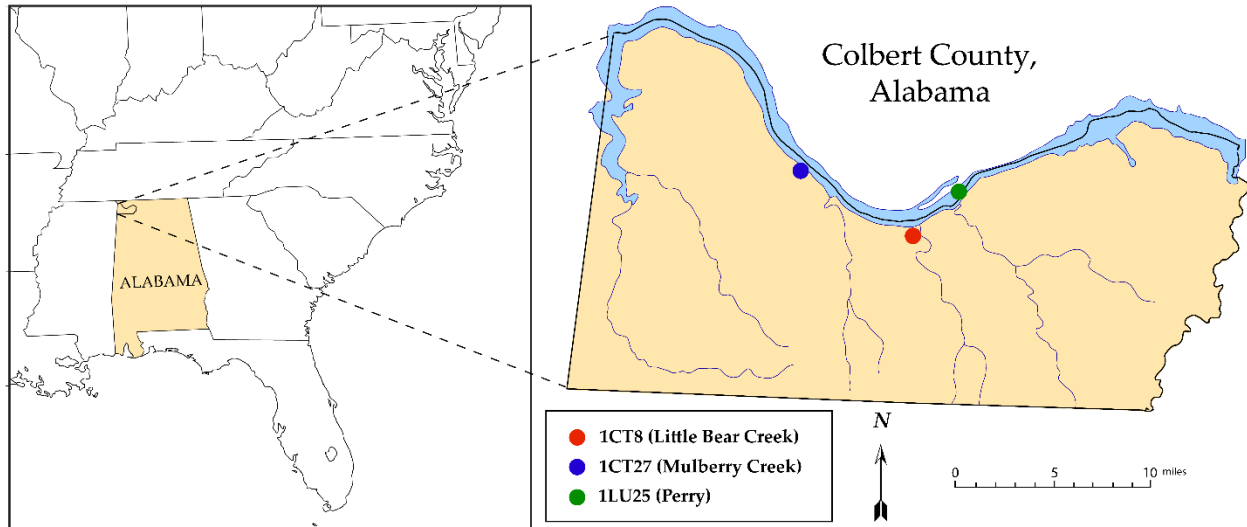 ALABAMA
Colbert County,
Alabama
1CT8 (Little Bear Creek)
1CT27 (Mulberry Creek)
1LU25 (Perry)
N
0 5 10 miles